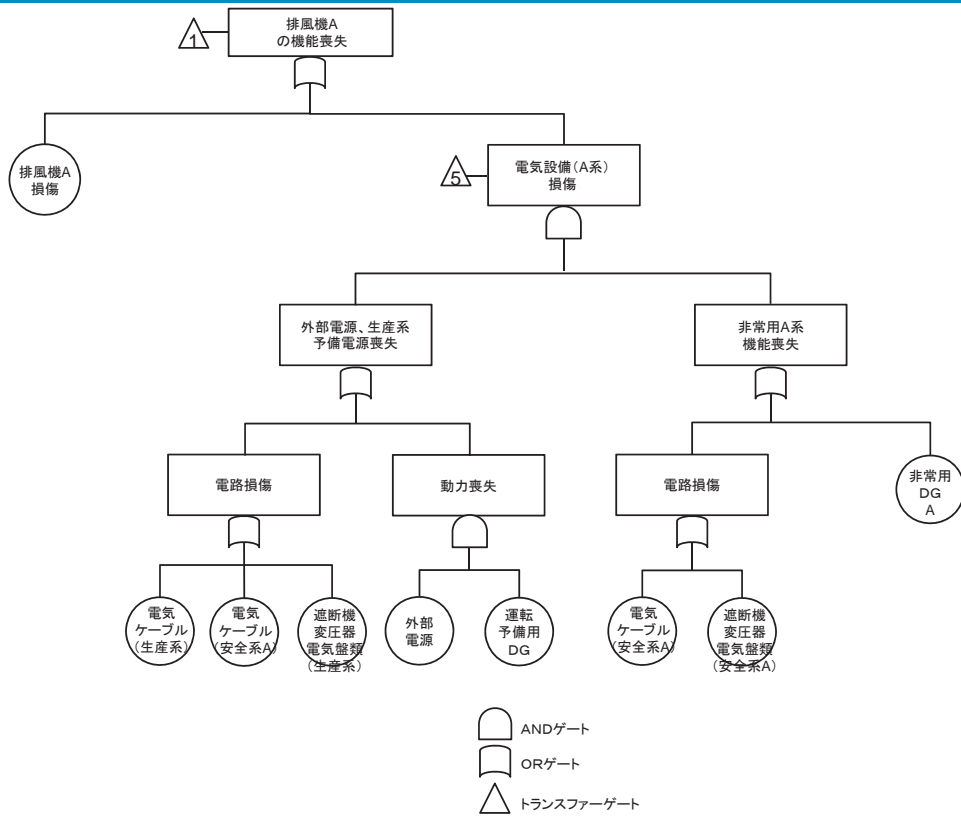 排風機A
の機能喪失
1
排風機A
損傷
電気設備（A系）
損傷
5
外部電源、生産系
予備電源喪失
非常用A系
機能喪失
電路損傷
動力喪失
電路損傷
非常用
DG
A
電気
ケーブル
（生産系）
電気
ケーブル
（安全系A）
遮断機
変圧器
電気盤類
（生産系）
外部
電源
運転
予備用
DG
電気
ケーブル
（安全系A）
遮断機
変圧器
電気盤類
（安全系A）
ANDゲート
ORゲート
トランスファーゲート